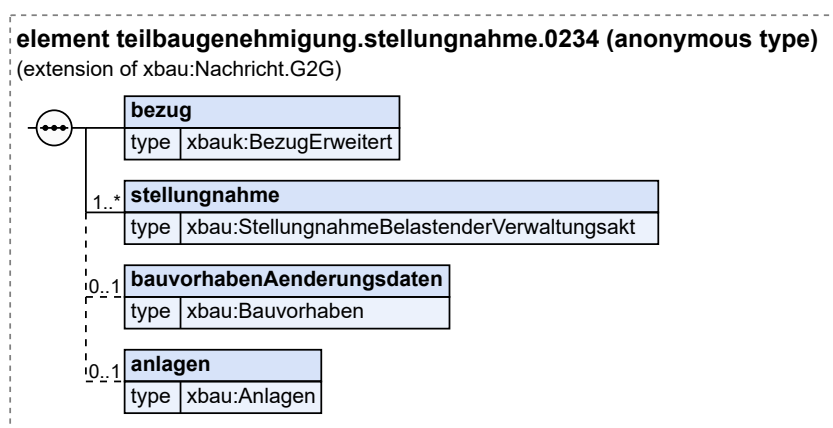 element teilbaugenehmigung.stellungnahme.0234 (anonymous type)
(extension of xbau:Nachricht.G2G)
bezug
type xbauk:BezugErweitert
1..* stellungnahme
type xbau:StellungnahmeBelastenderVerwaltungsakt
0..1 bauvorhabenAenderungsdaten
type xbau:Bauvorhaben
0..1 anlagen
type xbau:Anlagen